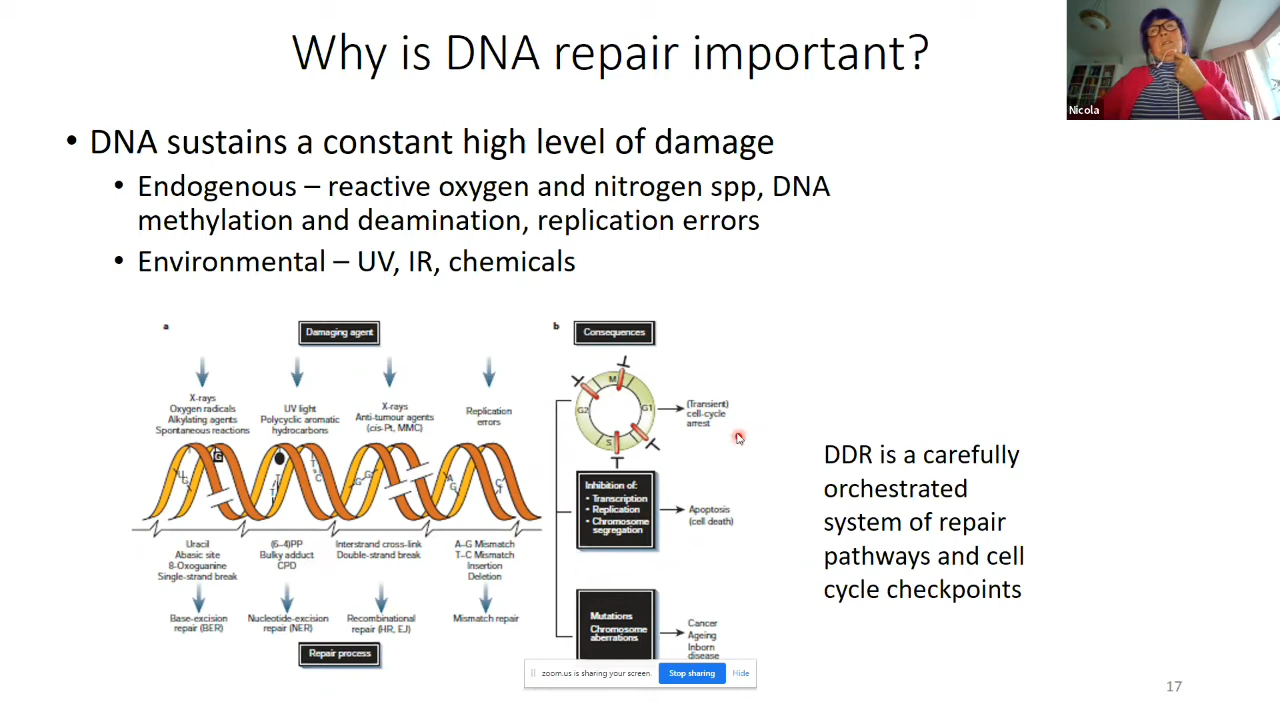 Why is DNA repair important?
Nicola
• DNA sustains a constant high level of damage
• Endogenous – reactive oxygen and nitrogen spp, DNA
methylation and deamination, replication errors
• Environmental – UV, IR, chemicals
a
Damaging agent
X-rays
Oxygen radicals
Alkylating agents
Spontaneous reactions
UV light
Polycyclic aromatic
hydrocarbons
X-rays
Anti-tumour agents
(cis-Pt, MMC)
Replication
errors
U
G
G
T
T
T
C
G
G
A
G
C
T
Uracil
Abasic site
8-Oxoguanine
Single-strand break
(6–4)PP
Bulky adduct
CPD
Interstrand cross-link
Double-strand break
A–G Mismatch
T–C Mismatch
Insertion
Deletion
Base-excision
repair (BER)
Nucleotide-excision
repair (NER)
Recombinational
repair (HR, EJ)
Mismatch repair
Repair process
b
Consequences
M
G1
G2
S
(Transient)
cell-cycle
arrest
Inhibition of:
• Transcription
• Replication
• Chromosome
segregation
Apoptosis
(cell death)
Mutations
Chromosome
aberrations
Cancer
Ageing
Inborn
disease
DDR is a carefully
orchestrated
system of repair
pathways and cell
cycle checkpoints
zoom.us is sharing your screen.
Stop sharing
Hide
17